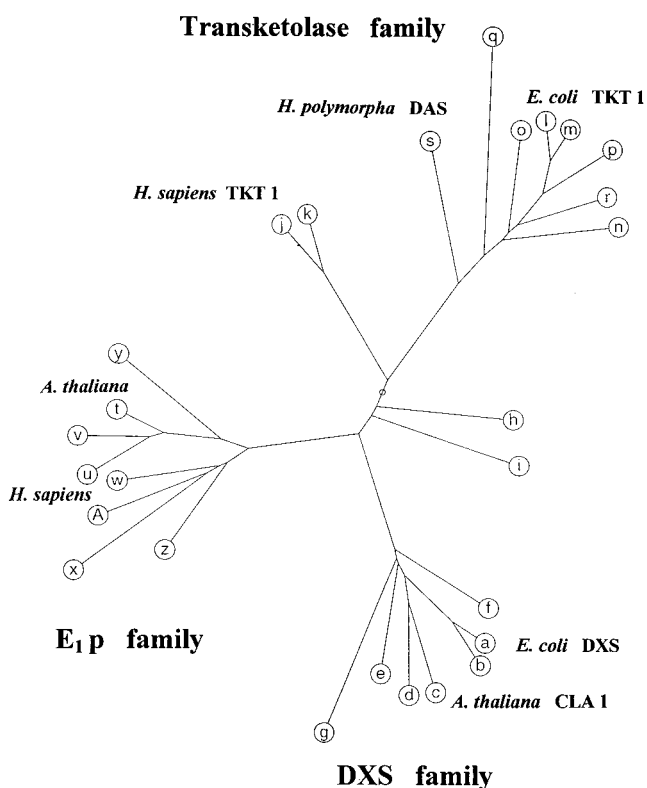 Transketolase family
q
H. polymorpha DAS
E. coli TKT 1
s
o
l
m
p
H. sapiens TKT 1
j
k
r
n
y
A. thaliana
t
v
u
w
H. sapiens
A
x
z
h
i
f
E₁ p family
a
E. coli DXS
b
e
d
c
A. thaliana CLA 1
g
DXS family